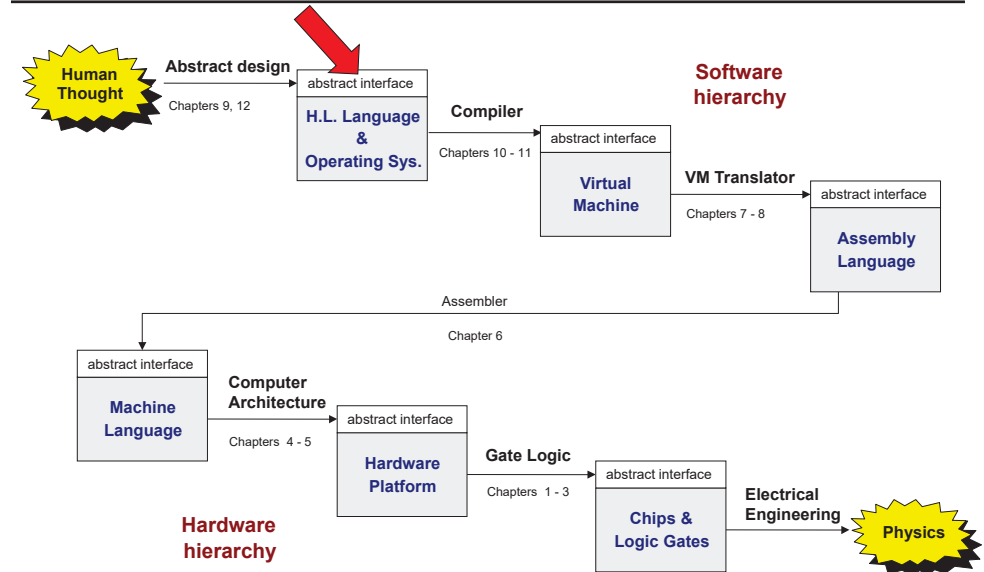 Human
Thought
Abstract design
Chapters 9, 12
abstract interface
H.L. Language
&
Operating Sys.
Compiler
Chapters 10 - 11
Software
hierarchy
abstract interface
Virtual
Machine
VM Translator
Chapters 7 - 8
abstract interface
Assembly
Language
Assembler
Chapter 6
abstract interface
Machine
Language
Computer
Architecture
Chapters 4 - 5
abstract interface
Hardware
Platform
Gate Logic
Chapters 1 - 3
abstract interface
Chips &
Logic Gates
Electrical
Engineering
Physics
Hardware
hierarchy